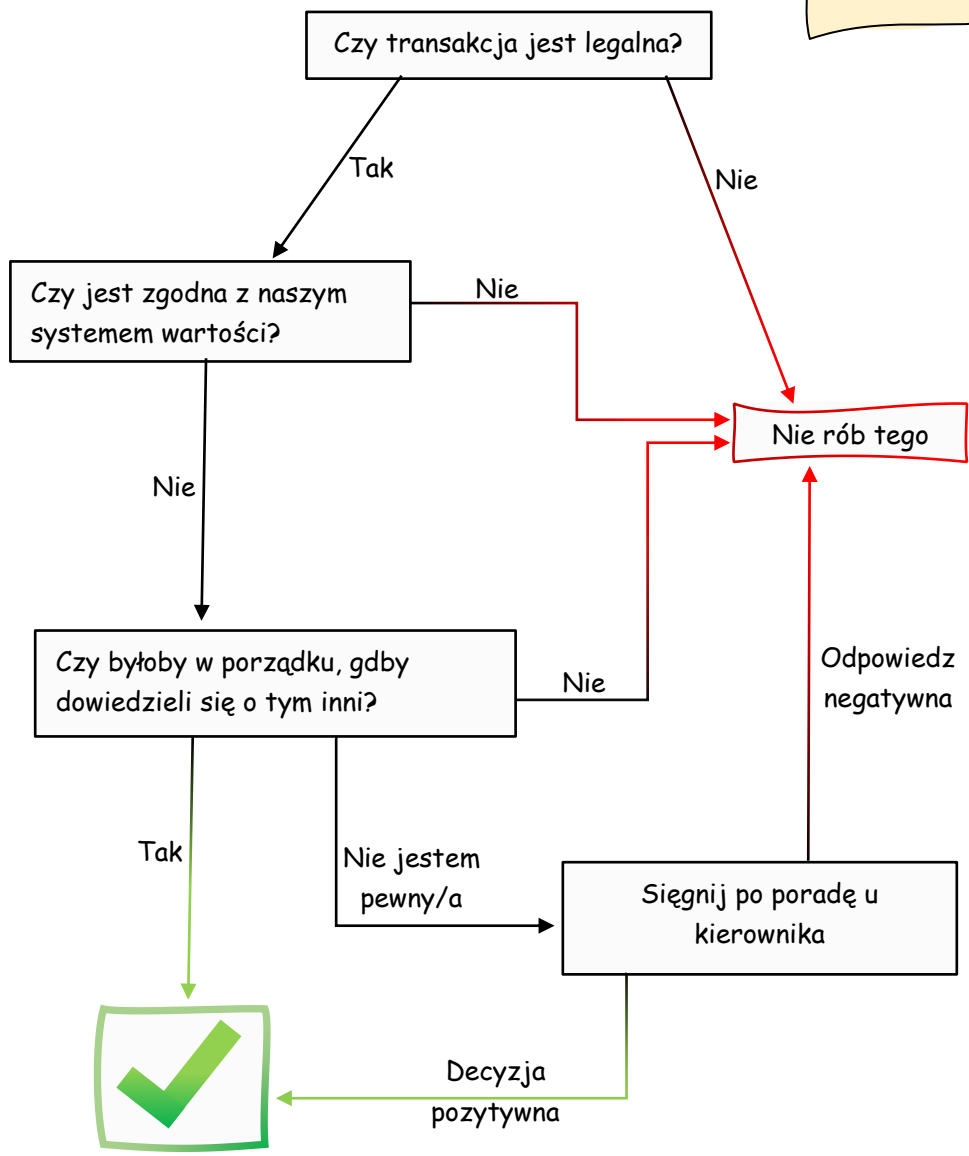 Czy transakcja jest legalna?
Tak
Nie
Czy jest zgodna z naszym
systemem wartości?
Nie
Nie rób tego
Nie
Czy byłoby w porządku, gdby
dowiedzieli się o tym inni?
Nie
Odpowiedz
negatywna
Tak
Nie jestem
pewny/a
Sięgnij po poradę u
kierownika
Decyzja
pozytywna